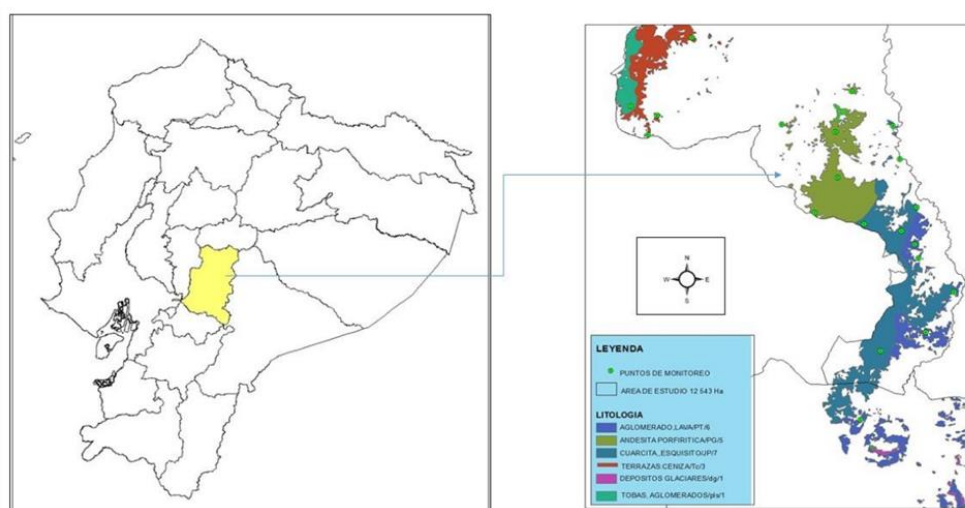 N
W E
S
LEYENDA
PUNTOS DE MONITOREO
AREA DE ESTUDIO 12 543 Ha
LITOLOGIA
AGLOMERADO,LAVA/PT/6
ANDESITA PORFIRITICA/PG/5
CUARCITA, ESQUISITO/JP/7
TERRAZAS:CENIZA/Tc/3
DEPOSITOS GLACIARES/dg/1
TOBAS, AGLOMERADOS/pls/1